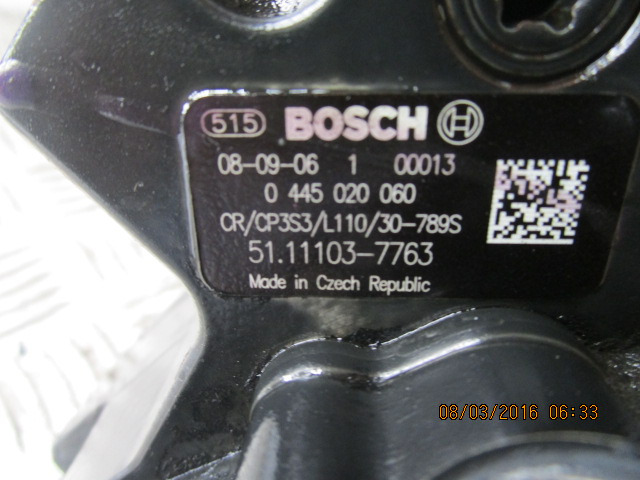 515 BOSCH
08-09-06 1 00013
0 445 020 060
CR/CP3S3/L110/30-789S
51.11103-7763
Made in Czech Republic
08/03/2016 06:33